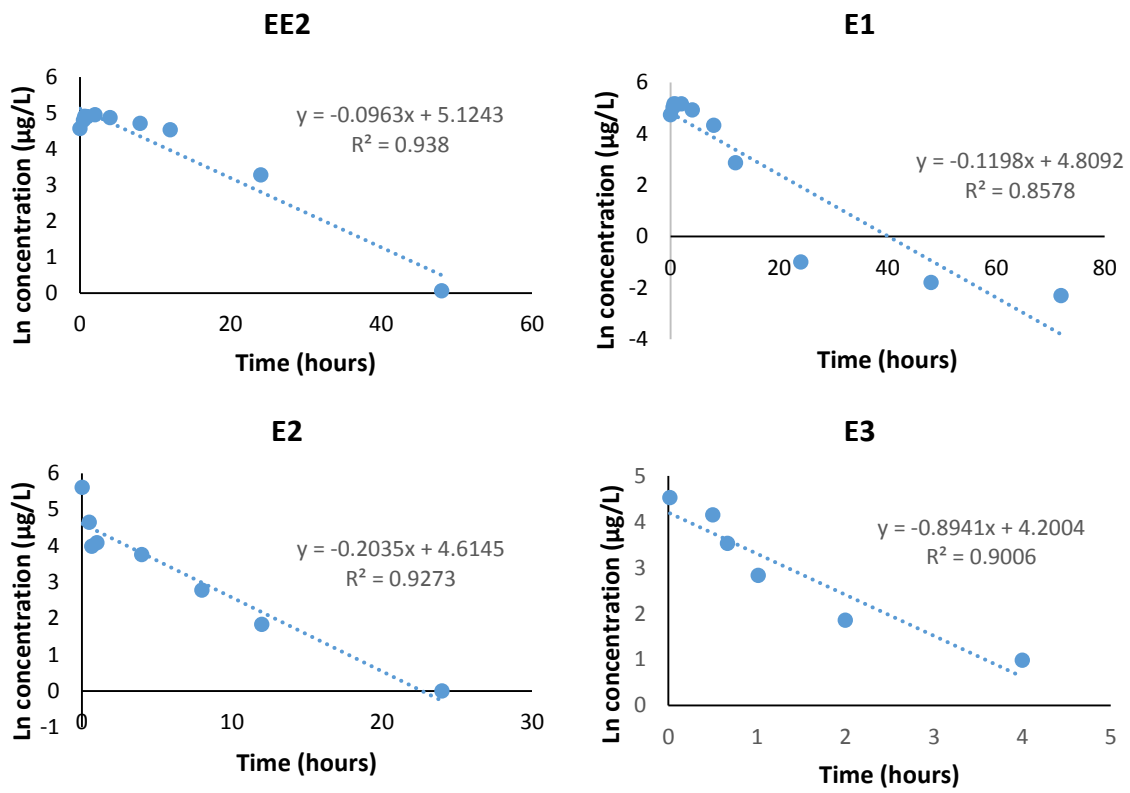 EE2
6
5
4
3
2
1
0
0 20 40 60
Ln concentration (µg/L)
Time (hours)
y = -0.0963x + 5.1243
R² = 0.938
E1
6
4
2
0
-2
-4
0 20 40 60 80
Ln concentration (µg/L)
Time (hours)
y = -0.1198x + 4.8092
R² = 0.8578
E2
6
5
4
3
2
1
0
-1
0 10 20 30
Ln concentration (µg/L)
Time (hours)
y = -0.2035x + 4.6145
R² = 0.9273
E3
5
4
3
2
1
0
0 1 2 3 4 5
Ln concentration (µg/L)
Time (hours)
y = -0.8941x + 4.2004
R² = 0.9006